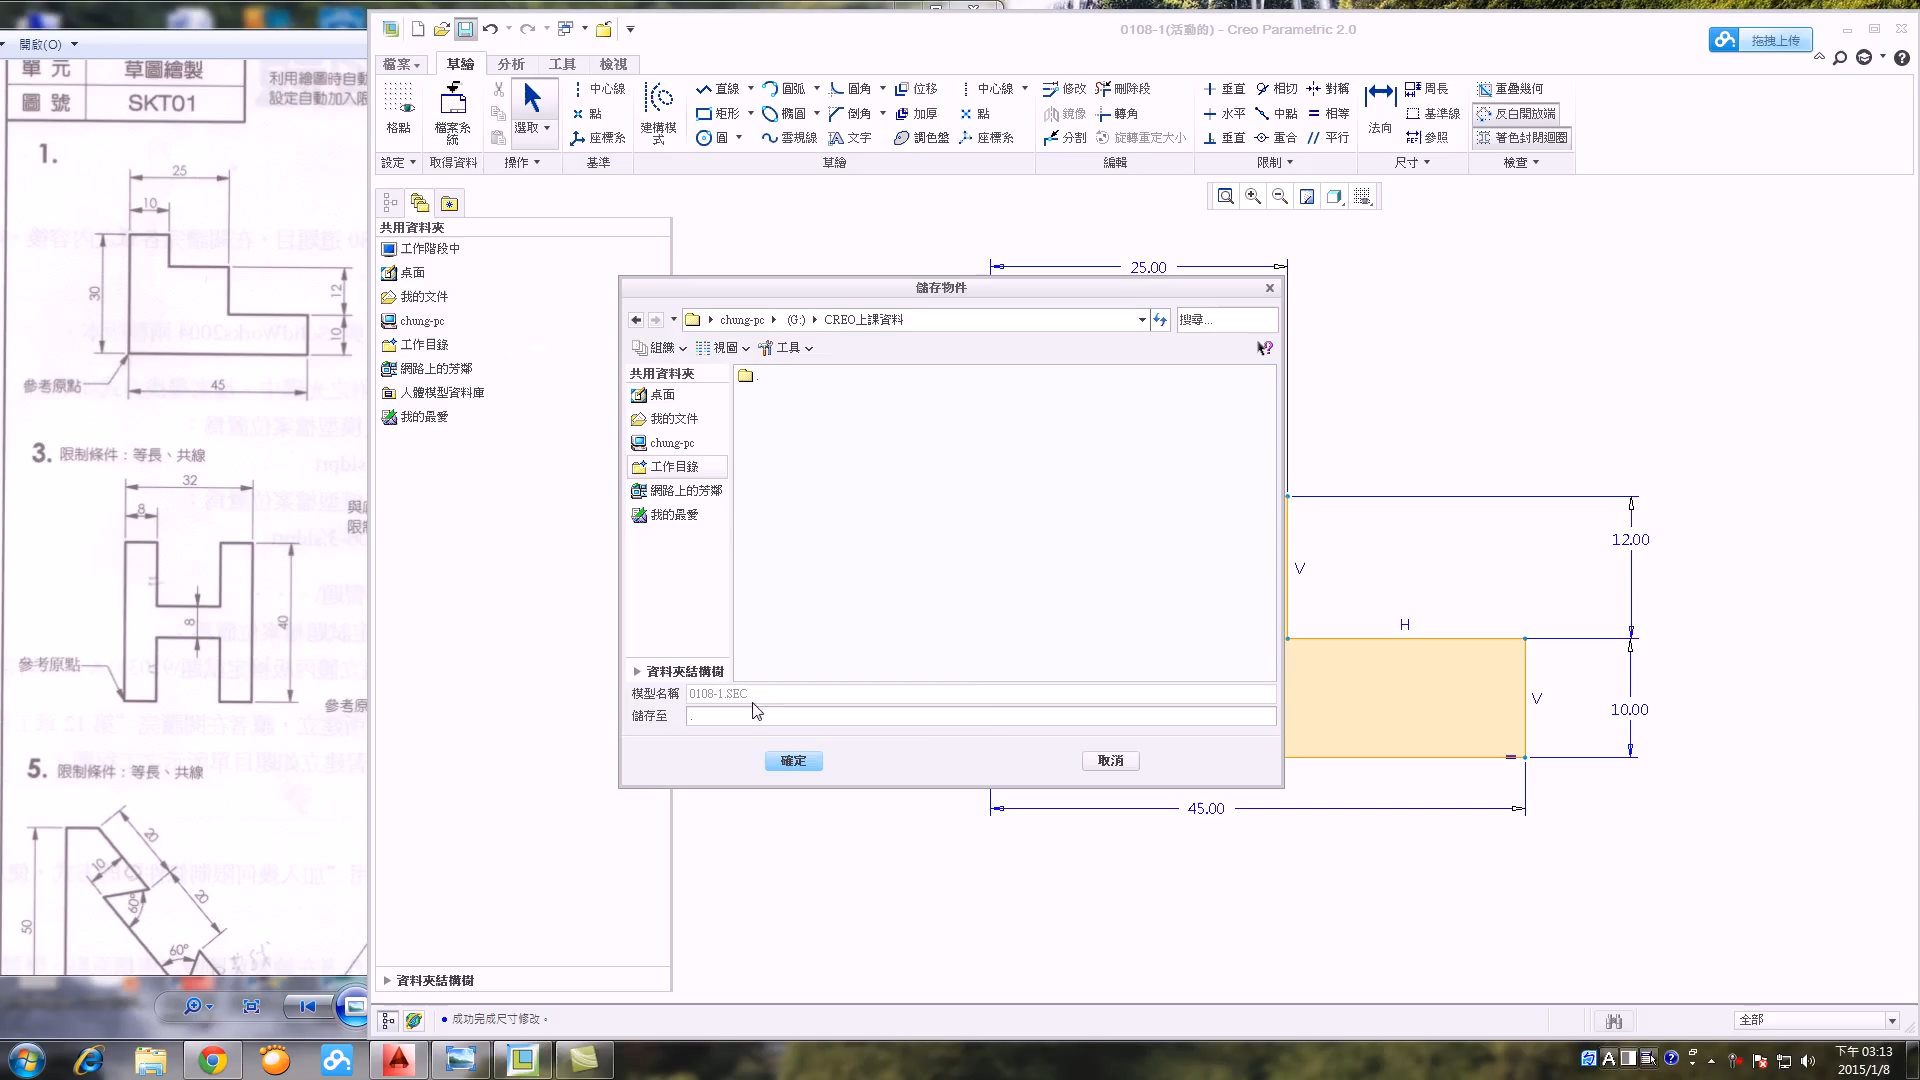 開啟(O)
單 元 草圖繪製
圖 號 SKT01
利用繪圖時自動
設定自動加入限
1.
25
10
30
12
10
參考原點
45
3. 限制條件：等長、共線
32
8
8
40
參考原點
參考原
5. 限制條件：等長、共線
20
10
60°
20
50
60°
0108-1(活動的) - Creo Parametric 2.0
拖拽上传
檔案 草繪 分析 工具 檢視
格點
檔案系統
選取
中心線
點
座標系
建構模式
直線 圓弧 圓角 位移 中心線
矩形 橢圓 倒角 加厚 點
圓 雲規線 文字 調色盤 座標系
修改 刪除段
鏡像 轉角
分割 旋轉重定大小
垂直 相切 對稱
水平 中點 相等
垂直 重合 平行
法向
周長
基準線
參照
重疊幾何
反白開放端
著色封閉迴圈
設定 取得資料 操作 基準 草繪 編輯 限制 尺寸 檢查
共用資料夾
工作階段中
桌面
我的文件
chung-pc
工作目錄
網路上的芳鄰
人體模型資料庫
我的最愛
資料夾結構樹
25.00
12.00
V
H
V
10.00
45.00
儲存物件
chung-pc (G:) CREO上課資料
搜尋...
組織 視圖 工具
共用資料夾
桌面
我的文件
chung-pc
工作目錄
網路上的芳鄰
我的最愛
.
資料夾結構樹
模型名稱 0108-1.SEC
儲存至 .
確定 取消
成功完成尺寸修改。
全部
下午 03:13
2015/1/8